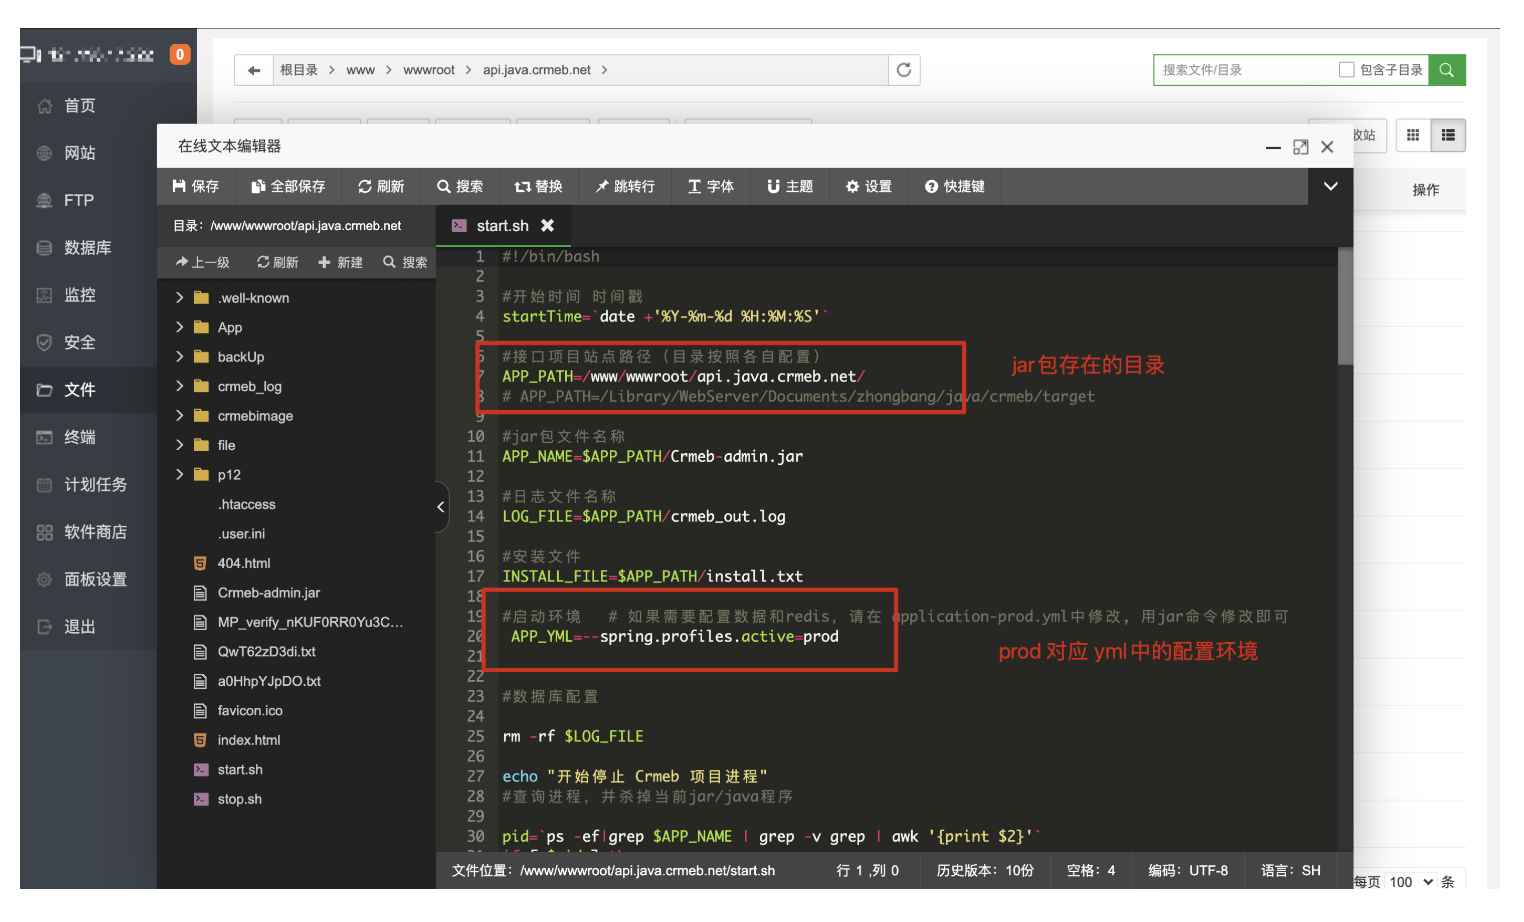 0
根目录 > www > wwwroot > api.java.crmeb.net >
搜索文件/目录
包含子目录
首页
网站
FTP
数据库
监控
安全
文件
终端
计划任务
软件商店
面板设置
退出
收站
操作
在线文本编辑器
保存 全部保存 刷新 搜索 替换 跳转行 字体 主题 设置 快捷键
目录: /www/wwwroot/api.java.crmeb.net
start.sh
上一级 刷新 新建 搜索
.well-known
App
backUp
crmeb_log
crmebimage
file
p12
.htaccess
.user.ini
404.html
Crmeb-admin.jar
MP_verify_nKUF0RR0Yu3C...
QwT62zD3di.txt
a0HhpYJpDO.txt
favicon.ico
index.html
start.sh
stop.sh
1 #!/bin/bash
2
3 #开始时间 时间戳
4 startTime=`date +'%Y-%m-%d %H:%M:%S'`
5
6 #接口项目站点路径（目录按照各自配置）
7 APP_PATH=/www/wwwroot/api.java.crmeb.net/
8 # APP_PATH=/Library/WebServer/Documents/zhongbang/java/crmeb/target
9
10 #jar包文件名称
11 APP_NAME=$APP_PATH/Crmeb-admin.jar
12
13 #日志文件名称
14 LOG_FILE=$APP_PATH/crmeb_out.log
15
16 #安装文件
17 INSTALL_FILE=$APP_PATH/install.txt
18
19 #启动环境 # 如果需要配置数据和redis，请在 application-prod.yml中修改，用jar命令修改即可
20 APP_YML=--spring.profiles.active=prod
21
22
23 #数据库配置
24
25 rm -rf $LOG_FILE
26
27 echo "开始停止 Crmeb 项目进程"
28 #查询进程，并杀掉当前jar/java程序
29
30 pid=`ps -ef|grep $APP_NAME | grep -v grep | awk '{print $2}'`
jar包存在的目录
prod 对应 yml中的配置环境
文件位置: /www/wwwroot/api.java.crmeb.net/start.sh 行 1 ,列 0 历史版本: 10份 空格: 4 编码: UTF-8 语言: SH
每页 100 条